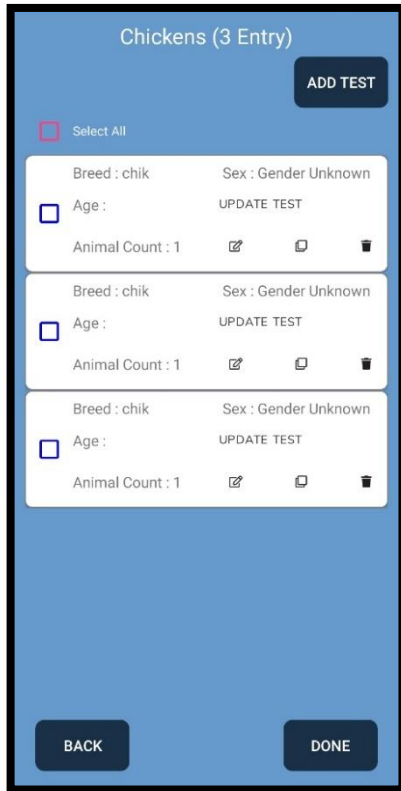 Chickens (3 Entry)
ADD TEST
Select All
Breed : chik Sex : Gender Unknown
Age : UPDATE TEST
Animal Count : 1
Breed : chik Sex : Gender Unknown
Age : UPDATE TEST
Animal Count : 1
Breed : chik Sex : Gender Unknown
Age : UPDATE TEST
Animal Count : 1
BACK DONE